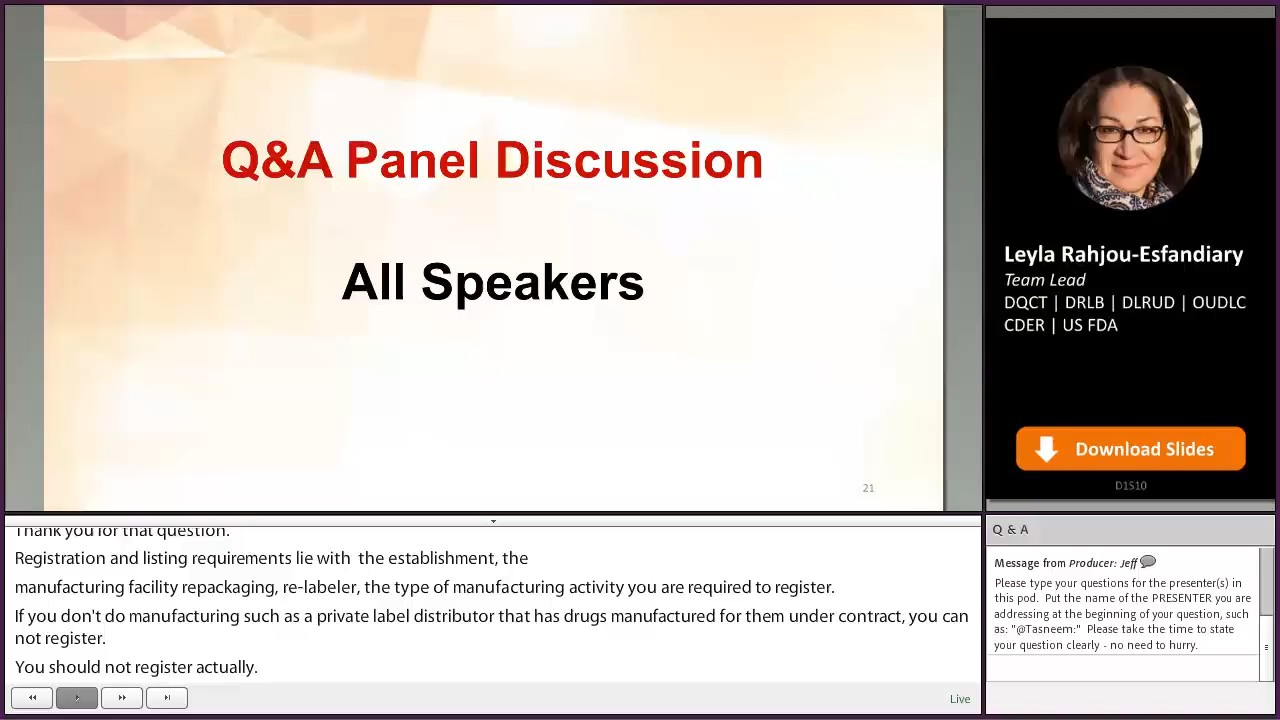 Q&A Panel Discussion
All Speakers
21
Leyla Rahjou-Esfandiary
Team Lead
DQCT | DRLB | DLRUD | OUDLC
CDER | US FDA
Download Slides
D1S10
Thank you for that question.
Registration and listing requirements lie with the establishment, the
manufacturing facility repackaging, re-labeler, the type of manufacturing activity you are required to register.
If you don't do manufacturing such as a private label distributor that has drugs manufactured for them under contract, you can
not register.
You should not register actually.
Live
Q & A
Message from Producer: Jeff
Please type your questions for the presenter(s) in
this pod. Put the name of the PRESENTER you are
addressing at the beginning of your question, such
as: "@Tasneem:" Please take the time to state
your question clearly - no need to hurry.